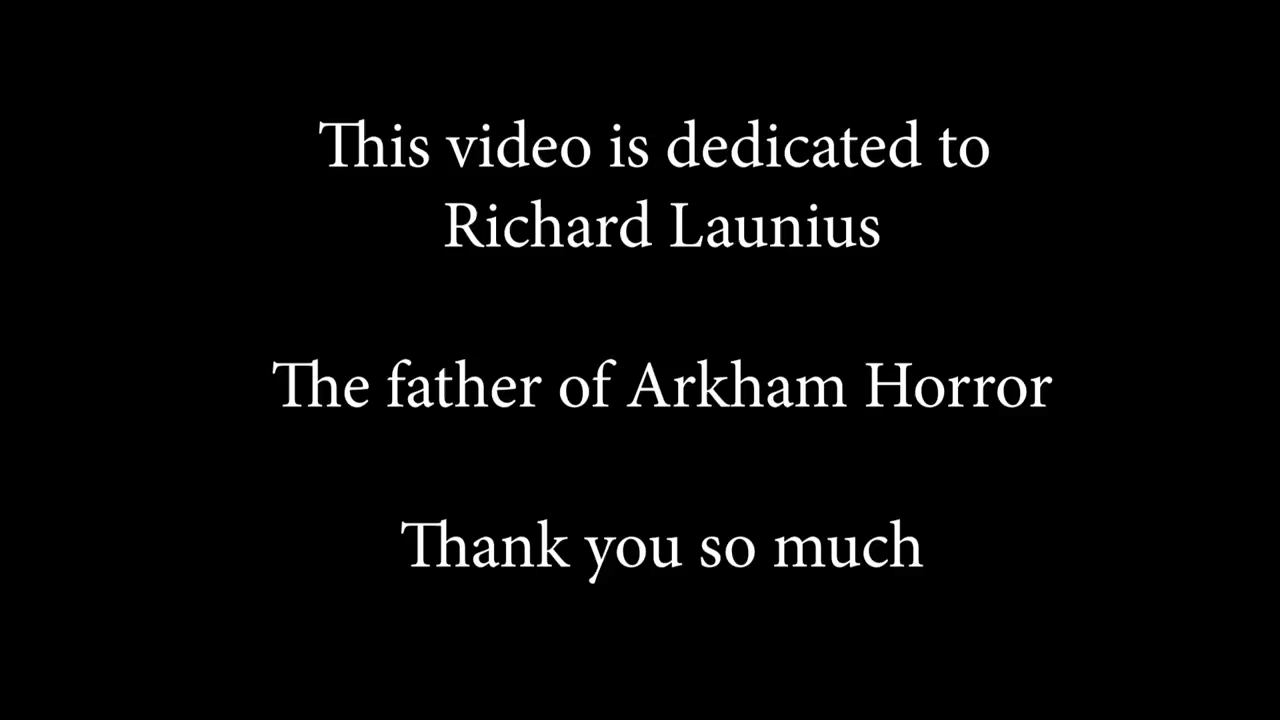 This video is dedicated to
Richard Launius
The father of Arkham Horror
Thank you so much